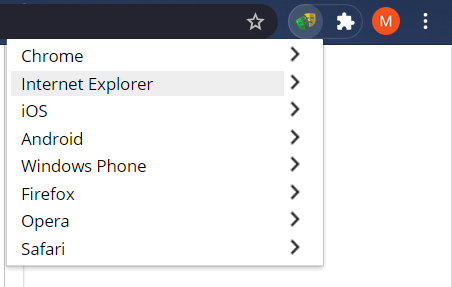 M
Chrome
Internet Explorer
iOS
Android
Windows Phone
Firefox
Opera
Safari